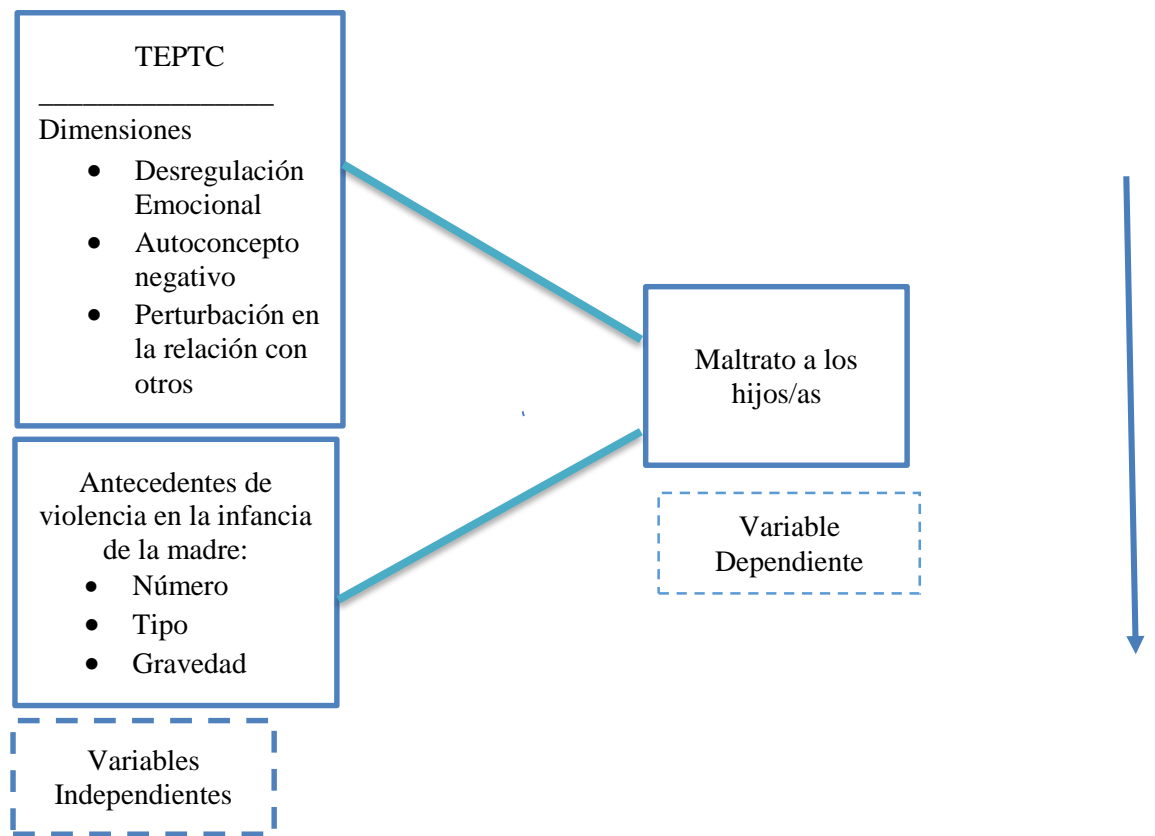 TEPTC
________________
Dimensiones
● Desregulación
Emocional
● Autoconcepto
negativo
● Perturbación en
la relación con
otros
Antecedentes de
violencia en la infancia
de la madre:
● Número
● Tipo
● Gravedad
Variables
Independientes
Maltrato a los
hijos/as
Variable
Dependiente